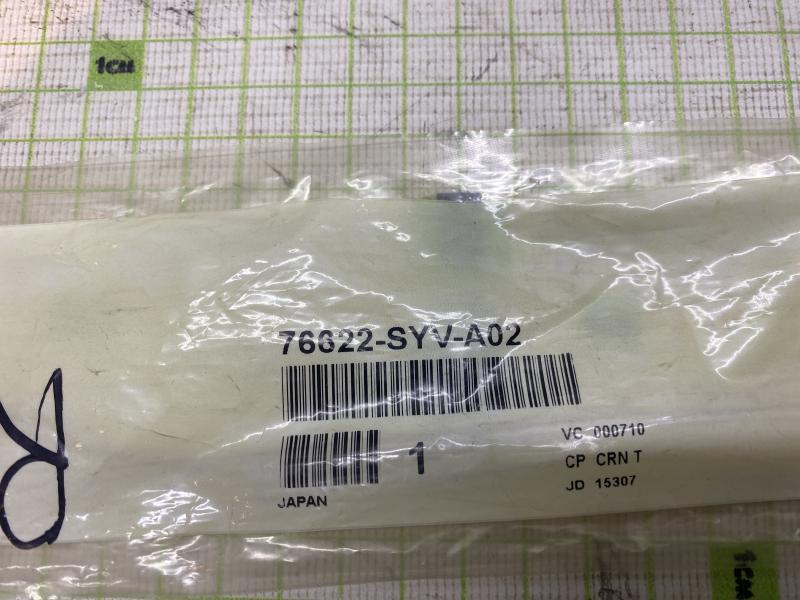 1CM
76622-SYV-A02
1
VC 000710
CP CRN T
JD 15307
JAPAN
R
1CM